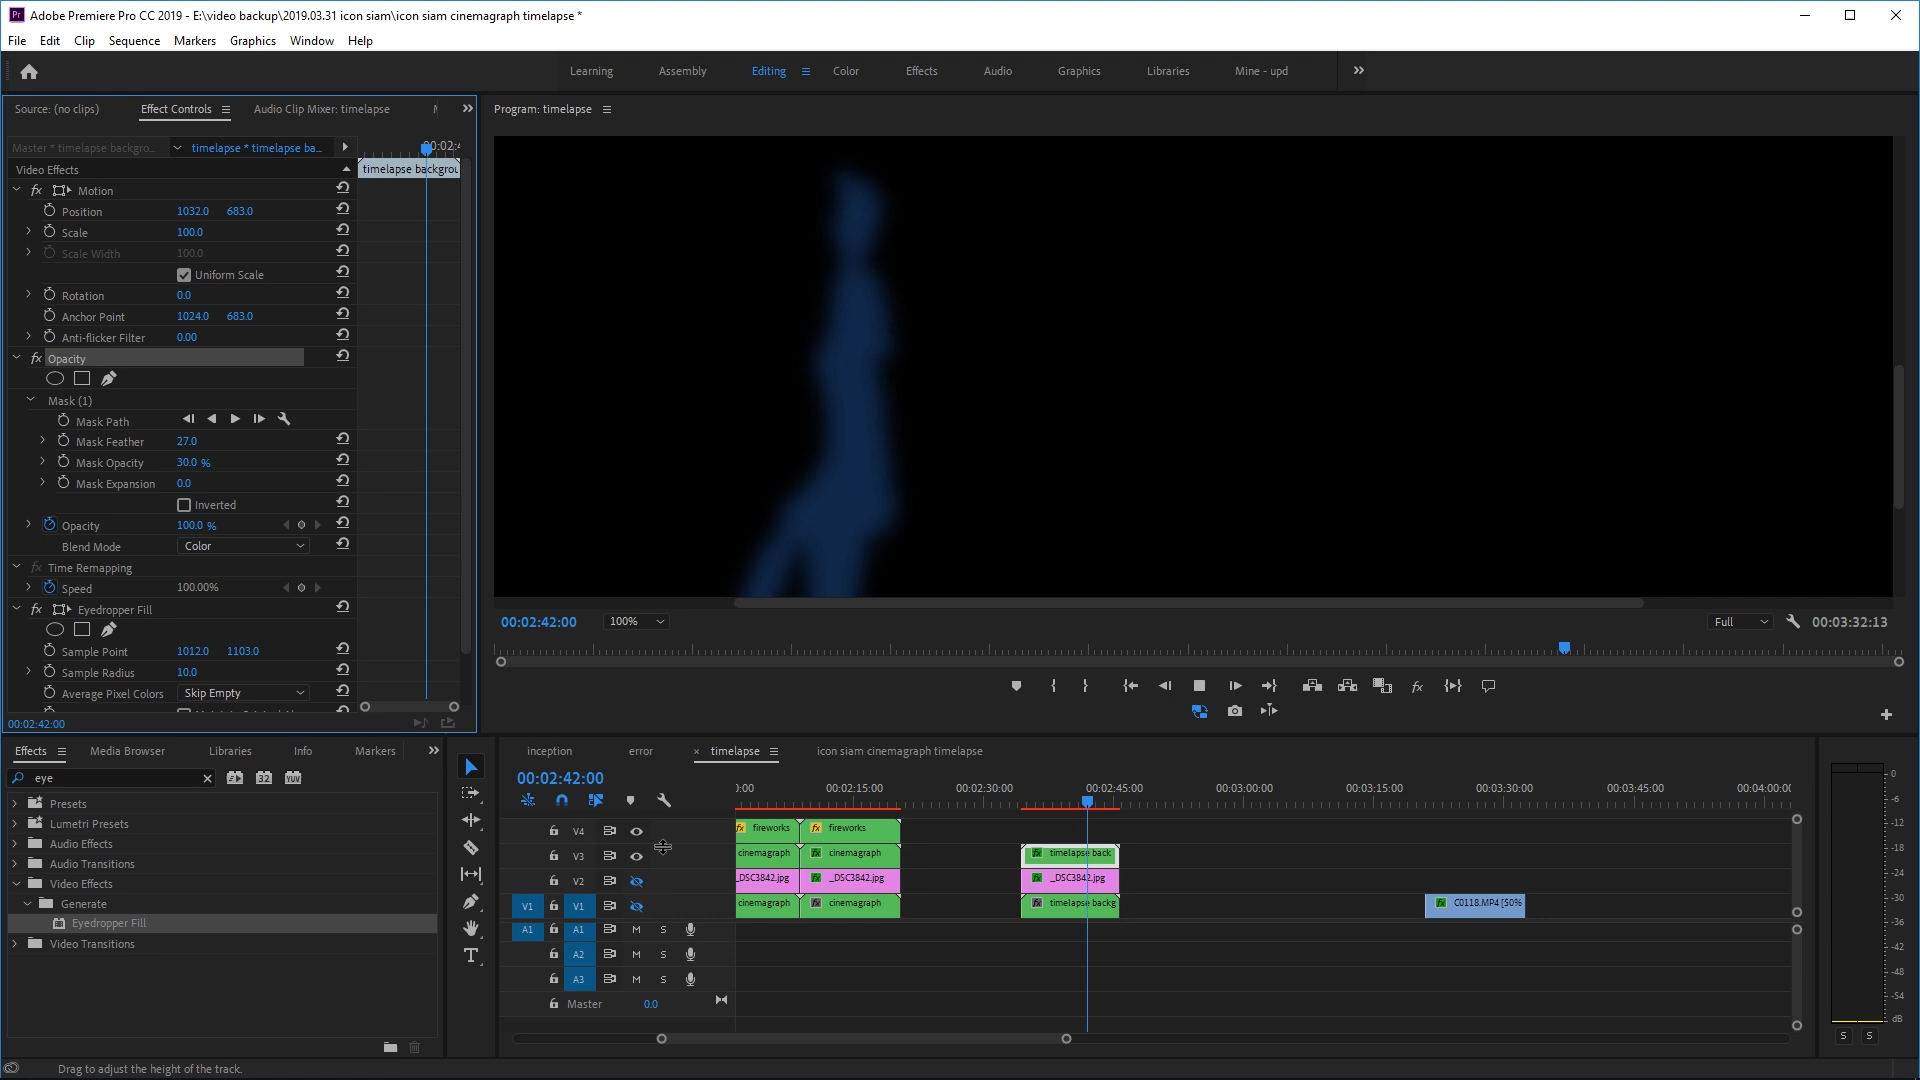 Adobe Premiere Pro CC 2019 - E:\video backup\2019.03.31 icon siam\icon siam cinemagraph timelapse *
File Edit Clip Sequence Markers Graphics Window Help
Learning Assembly Editing Color Effects Audio Graphics Libraries Mine - upd
Source: (no clips) Effect Controls Audio Clip Mixer: timelapse
Program: timelapse
Master * timelapse backgro... timelapse * timelapse ba...
Video Effects timelapse backgrou
Motion
Position 1032.0 683.0
Scale 100.0
Scale Width 100.0
Uniform Scale
Rotation 0.0
Anchor Point 1024.0 683.0
Anti-flicker Filter 0.00
fx Opacity
Mask (1)
Mask Path
Mask Feather 27.0
Mask Opacity 30.0 %
Mask Expansion 0.0
Inverted
Opacity 100.0 %
Blend Mode Color
fx Time Remapping
Speed 100.00%
fx Eyedropper Fill
Sample Point 1012.0 1103.0
Sample Radius 10.0
Average Pixel Colors Skip Empty
00:02:42:00
00:02:42:00 100% Full 00:03:32:13
Effects Media Browser Libraries Info Markers
eye
Presets
Lumetri Presets
Audio Effects
Audio Transitions
Video Effects
Generate
Eyedropper Fill
Video Transitions
inception error × timelapse icon siam cinemagraph timelapse
00:02:42:00
00:02:15:00 00:02:30:00 00:02:45:00 00:03:00:00 00:03:15:00 00:03:30:00 00:03:45:00 00:04:00:00
V4 fx fireworks fx fireworks
V3 cinemagraph fx cinemagraph fx timelapse back
V2 _DSC3842.jpg fx _DSC3842.jpg fx _DSC3842.jpg
V1 V1 cinemagraph fx cinemagraph fx timelapse backg fx C0118.MP4 [50%
A1 A1 M S
A2 M S
A3 M S
Master 0.0
0
-6
-12
-18
-24
-30
-36
-42
-48
-54
dB
S S
Drag to adjust the height of the track.